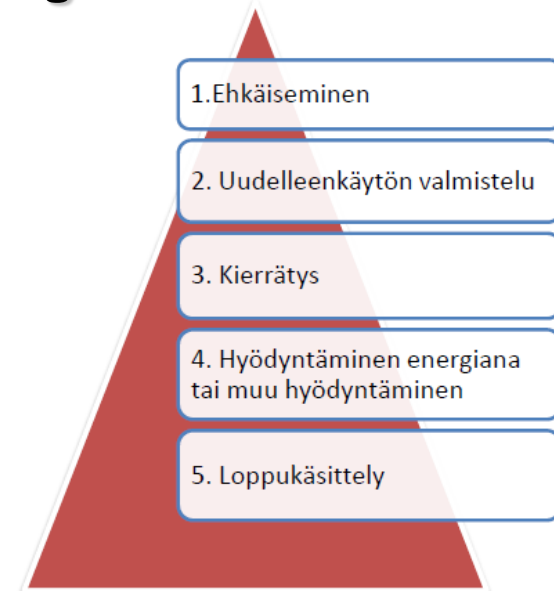 1.Ehkäiseminen
2. Uudelleenkäytön valmistelu
3. Kierrätys
4. Hyödyntäminen energiana
tai muu hyödyntäminen
5. Loppukäsittely